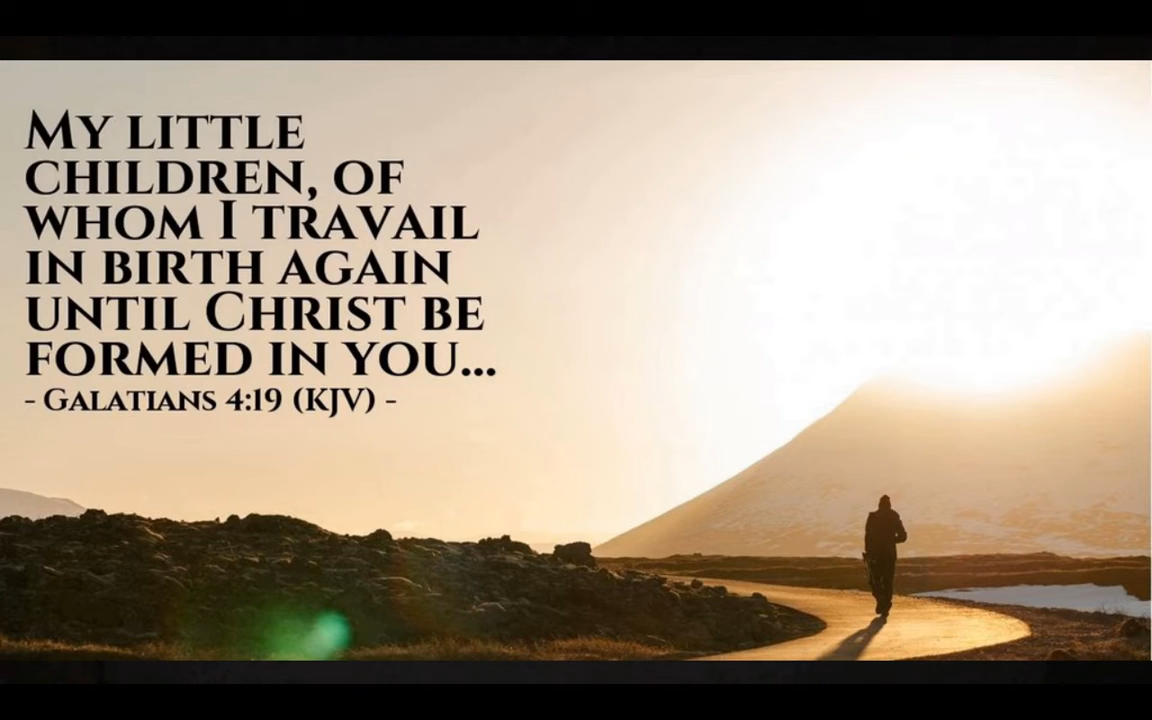 My little
children, of
whom I travail
in birth again
until Christ be
formed in you...
- Galatians 4:19 (KJV) -